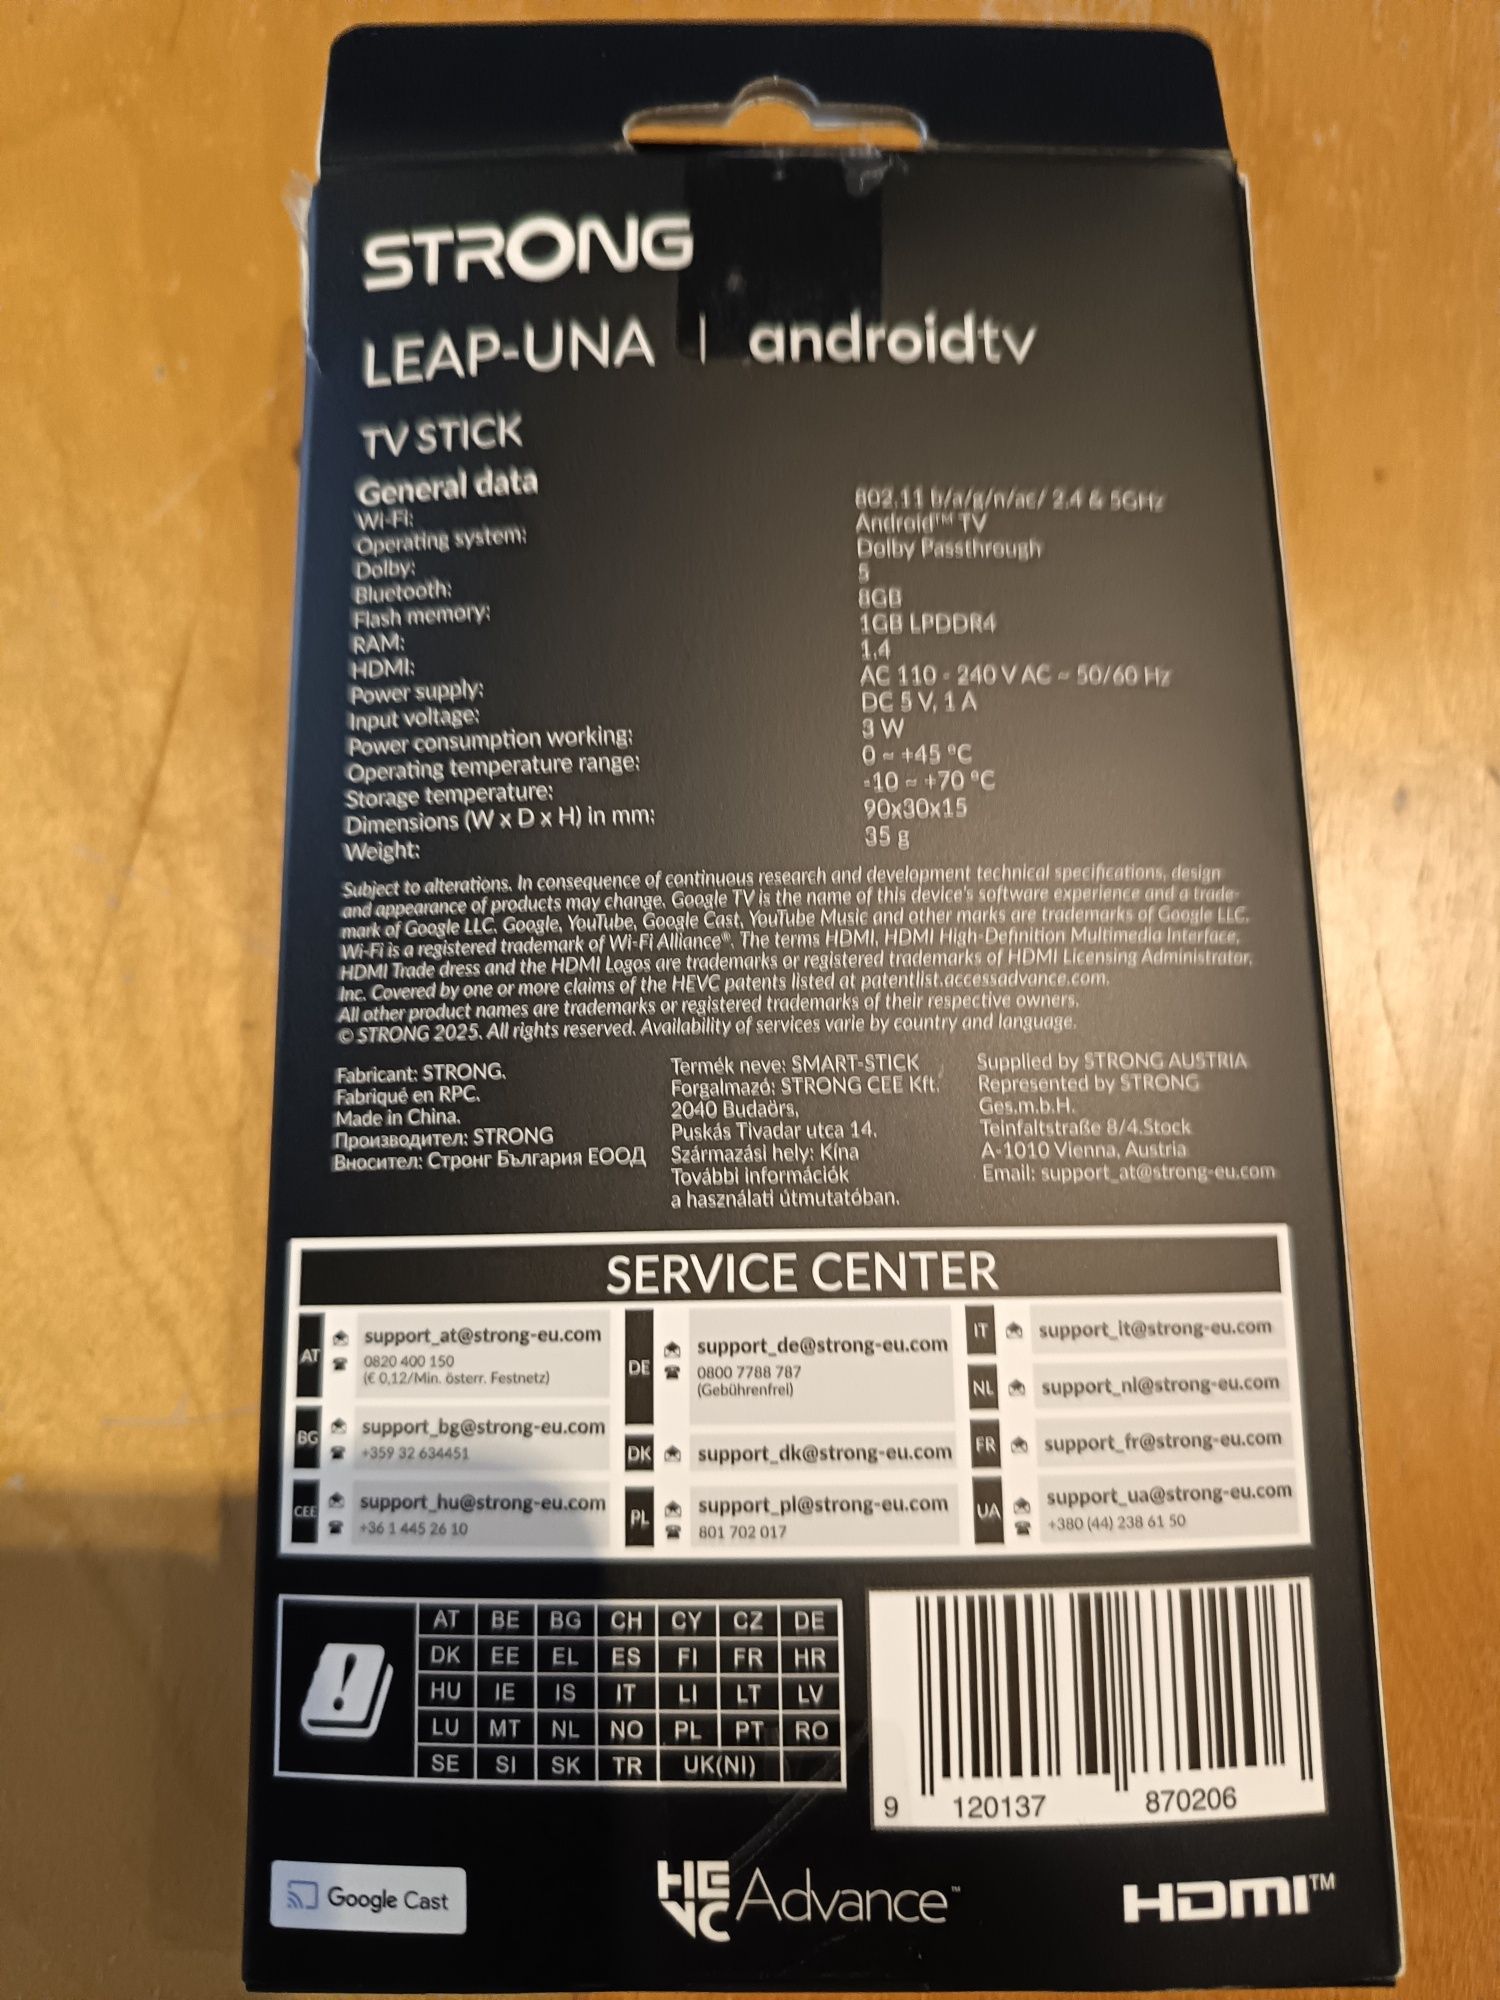 STRONG
LEAP-UNA | androidtv
TV STICK
General data
Wi-Fi: 802.11 b/a/g/n/ac/ 2.4 & 5GHz
Operating system: Android™ TV
Dolby: Dolby Passthrough
Bluetooth: 5
Flash memory: 8GB
RAM: 1GB LPDDR4
HDMI: 1.4
Power supply: AC 110 - 240 V AC ~ 50/60 Hz
Input voltage: DC 5 V, 1 A
Power consumption working: 3 W
Operating temperature range: 0 ~ +45 °C
Storage temperature: -10 ~ +70 °C
Dimensions (W x D x H) in mm: 90x30x15
Weight: 35 g
Subject to alterations. In consequence of continuous research and development technical specifications, design
and appearance of products may change. Google TV is the name of this device's software experience and a trade-
mark of Google LLC. Google, YouTube, Google Cast, YouTube Music and other marks are trademarks of Google LLC.
Wi-Fi is a registered trademark of Wi-Fi Alliance®. The terms HDMI, HDMI High-Definition Multimedia Interface,
HDMI Trade dress and the HDMI Logos are trademarks or registered trademarks of HDMI Licensing Administrator,
Inc. Covered by one or more claims of the HEVC patents listed at patentlist.accessadvance.com.
All other product names are trademarks or registered trademarks of their respective owners.
© STRONG 2025. All rights reserved. Availability of services varie by country and language.
Fabricant: STRONG.
Fabriqué en RPC.
Made in China.
Производител: STRONG
Вносител: Стронг България ЕООД
Termék neve: SMART-STICK
Forgalmazó: STRONG CEE Kft.
2040 Budaörs,
Puskás Tivadar utca 14.
Származási hely: Kína
További információk
a használati útmutatóban.
Supplied by STRONG AUSTRIA
Represented by STRONG
Ges.m.b.H.
Teinfaltstraße 8/4.Stock
A-1010 Vienna, Austria
Email: support_at@strong-eu.com
SERVICE CENTER
AT support_at@strong-eu.com
0820 400 150
(€ 0,12/Min. österr. Festnetz)
BG support_bg@strong-eu.com
+359 32 634451
CEE support_hu@strong-eu.com
+36 1 445 26 10
DE support_de@strong-eu.com
0800 7788 787
(Gebührenfrei)
DK support_dk@strong-eu.com
PL support_pl@strong-eu.com
801 702 017
IT support_it@strong-eu.com
NL support_nl@strong-eu.com
FR support_fr@strong-eu.com
UA support_ua@strong-eu.com
+380 (44) 238 61 50
AT BE BG CH CY CZ DE
DK EE EL ES FI FR HR
HU IE IS IT LI LT LV
LU MT NL NO PL PT RO
SE SI SK TR UK(NI)
9 120137 870206
Google Cast
HEVC Advance™
HDMI™